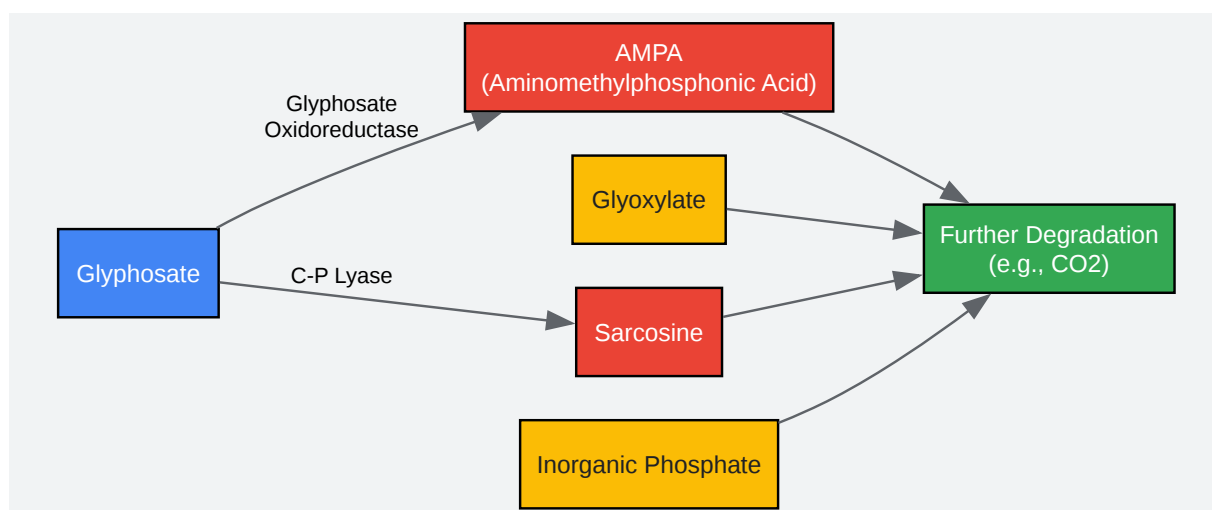 AMPA
(Aminomethylphosphonic Acid)
Glyphosate
Oxidoreductase
Glyoxylate
Further Degradation
(e.g., CO2)
Glyphosate
C-P Lyase
Sarcosine
Inorganic Phosphate